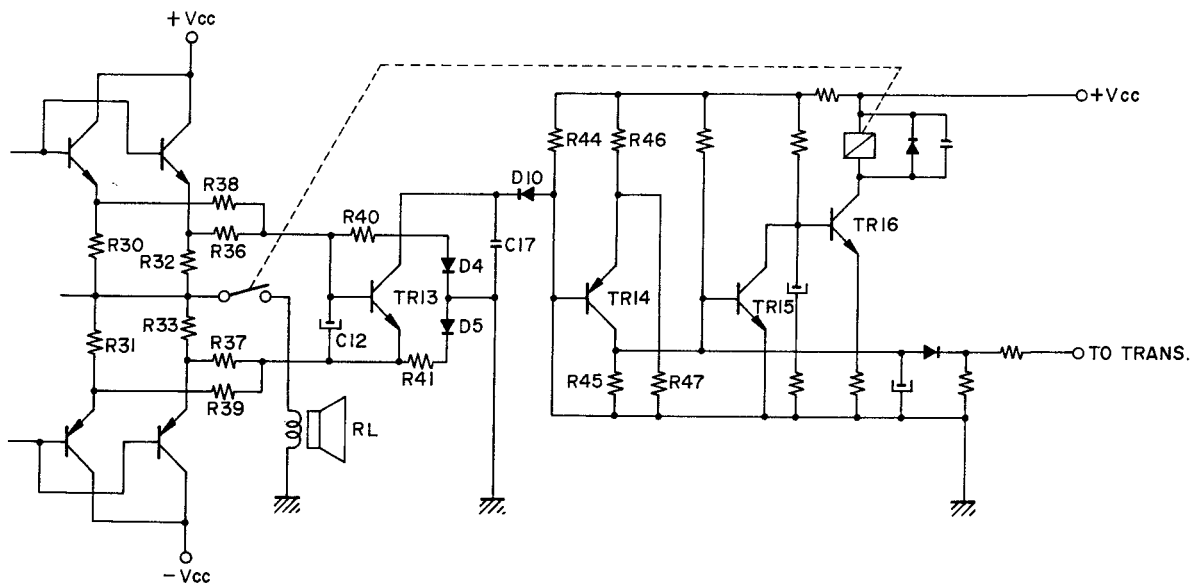 +Vcc
+Vcc
R38
R44
R46
D10
R40
R36
R30
R32
C17
TR16
D4
TR13
TR14
TR15
D5
R33
C12
R31
R37
R41
TO TRANS.
R39
R45
R47
RL
-Vcc